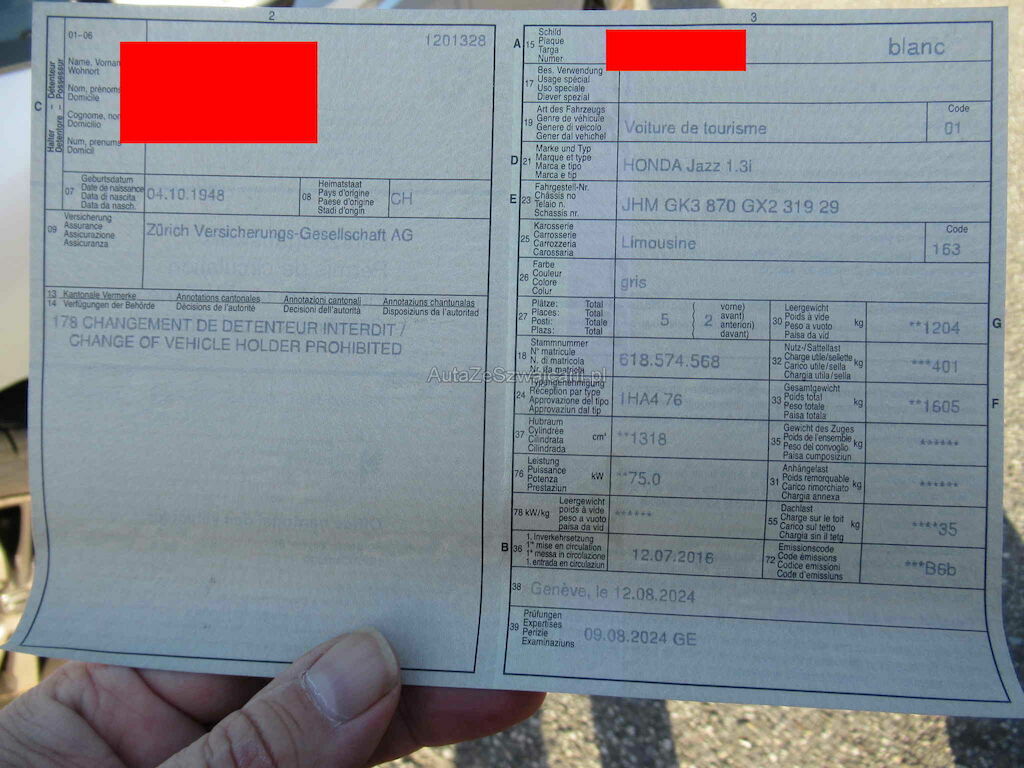 2
01-06
1201328
Halter - Détenteur
Detentore - Possessur
C
Name, Vornam
Wohnort
Nom, prénoms
Domicile
Cognome, nom
Domicilio
Num, prenums
Domicil
07
Geburtsdatum
Date de naissance
Data di nascita
Data da nasch.
04.10.1948
08
Heimatstaat
Pays d'origine
Paese d'origine
Stadi d'origin
CH
09
Versicherung
Assurance
Assicurazione
Assicuranza
Zürich Versicherungs-Gesellschaft AG
13 Kantonale Vermerke Annotations cantonales Annotazioni cantonali Annotaziuns chantunalas
14 Verfügungen der Behörde Décisions de l'autorité Decisioni dell'autorità Disposiziuns da l'autoritad
178 CHANGEMENT DE DETENTEUR INTERDIT /
CHANGE OF VEHICLE HOLDER PROHIBITED
3
A 15
Schild
Plaque
Targa
Numer
blanc
17
Bes. Verwendung
Usage spécial
Uso speciale
Diever spezial
19
Art des Fahrzeugs
Genre de véhicule
Genere di veicolo
Gener dal vehichel
Voiture de tourisme
Code
01
D 21
Marke und Typ
Marque et type
Marca e tipo
Marca e tip
HONDA Jazz 1.3i
E 23
Fahrgestell-Nr.
Châssis no
Telaio n.
Schassis nr.
JHM GK3 870 GX2 319 29
25
Karosserie
Carrosserie
Carrozzeria
Carossaria
Limousine
Code
163
26
Farbe
Couleur
Colore
Colur
gris
27
Plätze: Total
Places: Total
Posti: Totale
Plazs: Total
5
( 2
vorne)
avant)
anteriori)
davant)
30
Leergewicht
Poids à vide
Peso a vuoto
Paisa da vid
kg
**1204
G
18
Stammnummer
N° matricule
N. di matricola
Nr. da matricla
618.574.568
32
Nutz-/Sattellast
Charge utile/sellette
Carico utile/sella
Chargia utila/sella
kg
***401
24
Typengenehmigung
Réception par type
Approvazione del tipo
Approvaziun dal tip
1HA4 76
33
Gesamtgewicht
Poids total
Peso totale
Paisa totala
kg
**1605
F
37
Hubraum
Cylindrée
Cilindrata
Cilindrada
cm³
**1318
35
Gewicht des Zuges
Poids de l'ensemble
Peso del convoglio
Paisa cumposiziun
kg
******
76
Leistung
Puissance
Potenza
Prestaziun
kW
**75.0
31
Anhängelast
Poids remorquable
Carico rimorchiato
Chargia annexa
kg
******
78 kW/kg
Leergewicht
poids à vide
peso a vuoto
paisa da vid
******
55
Dachlast
Charge sur le toit
Carico sul tetto
Chargia sin il tetg
kg
****35
B 36
1. Inverkehrsetzung
1re mise en circulation
1a messa in circolazione
1. entrada en circulaziun
12.07.2016
72
Emissionscode
Code émissions
Codice emissioni
Code d'emissiuns
***B6b
38
Genève, le 12.08.2024
39
Prüfungen
Expertises
Perizie
Examinaziuns
09.08.2024 GE
AutaZeSzwajcarii.pl